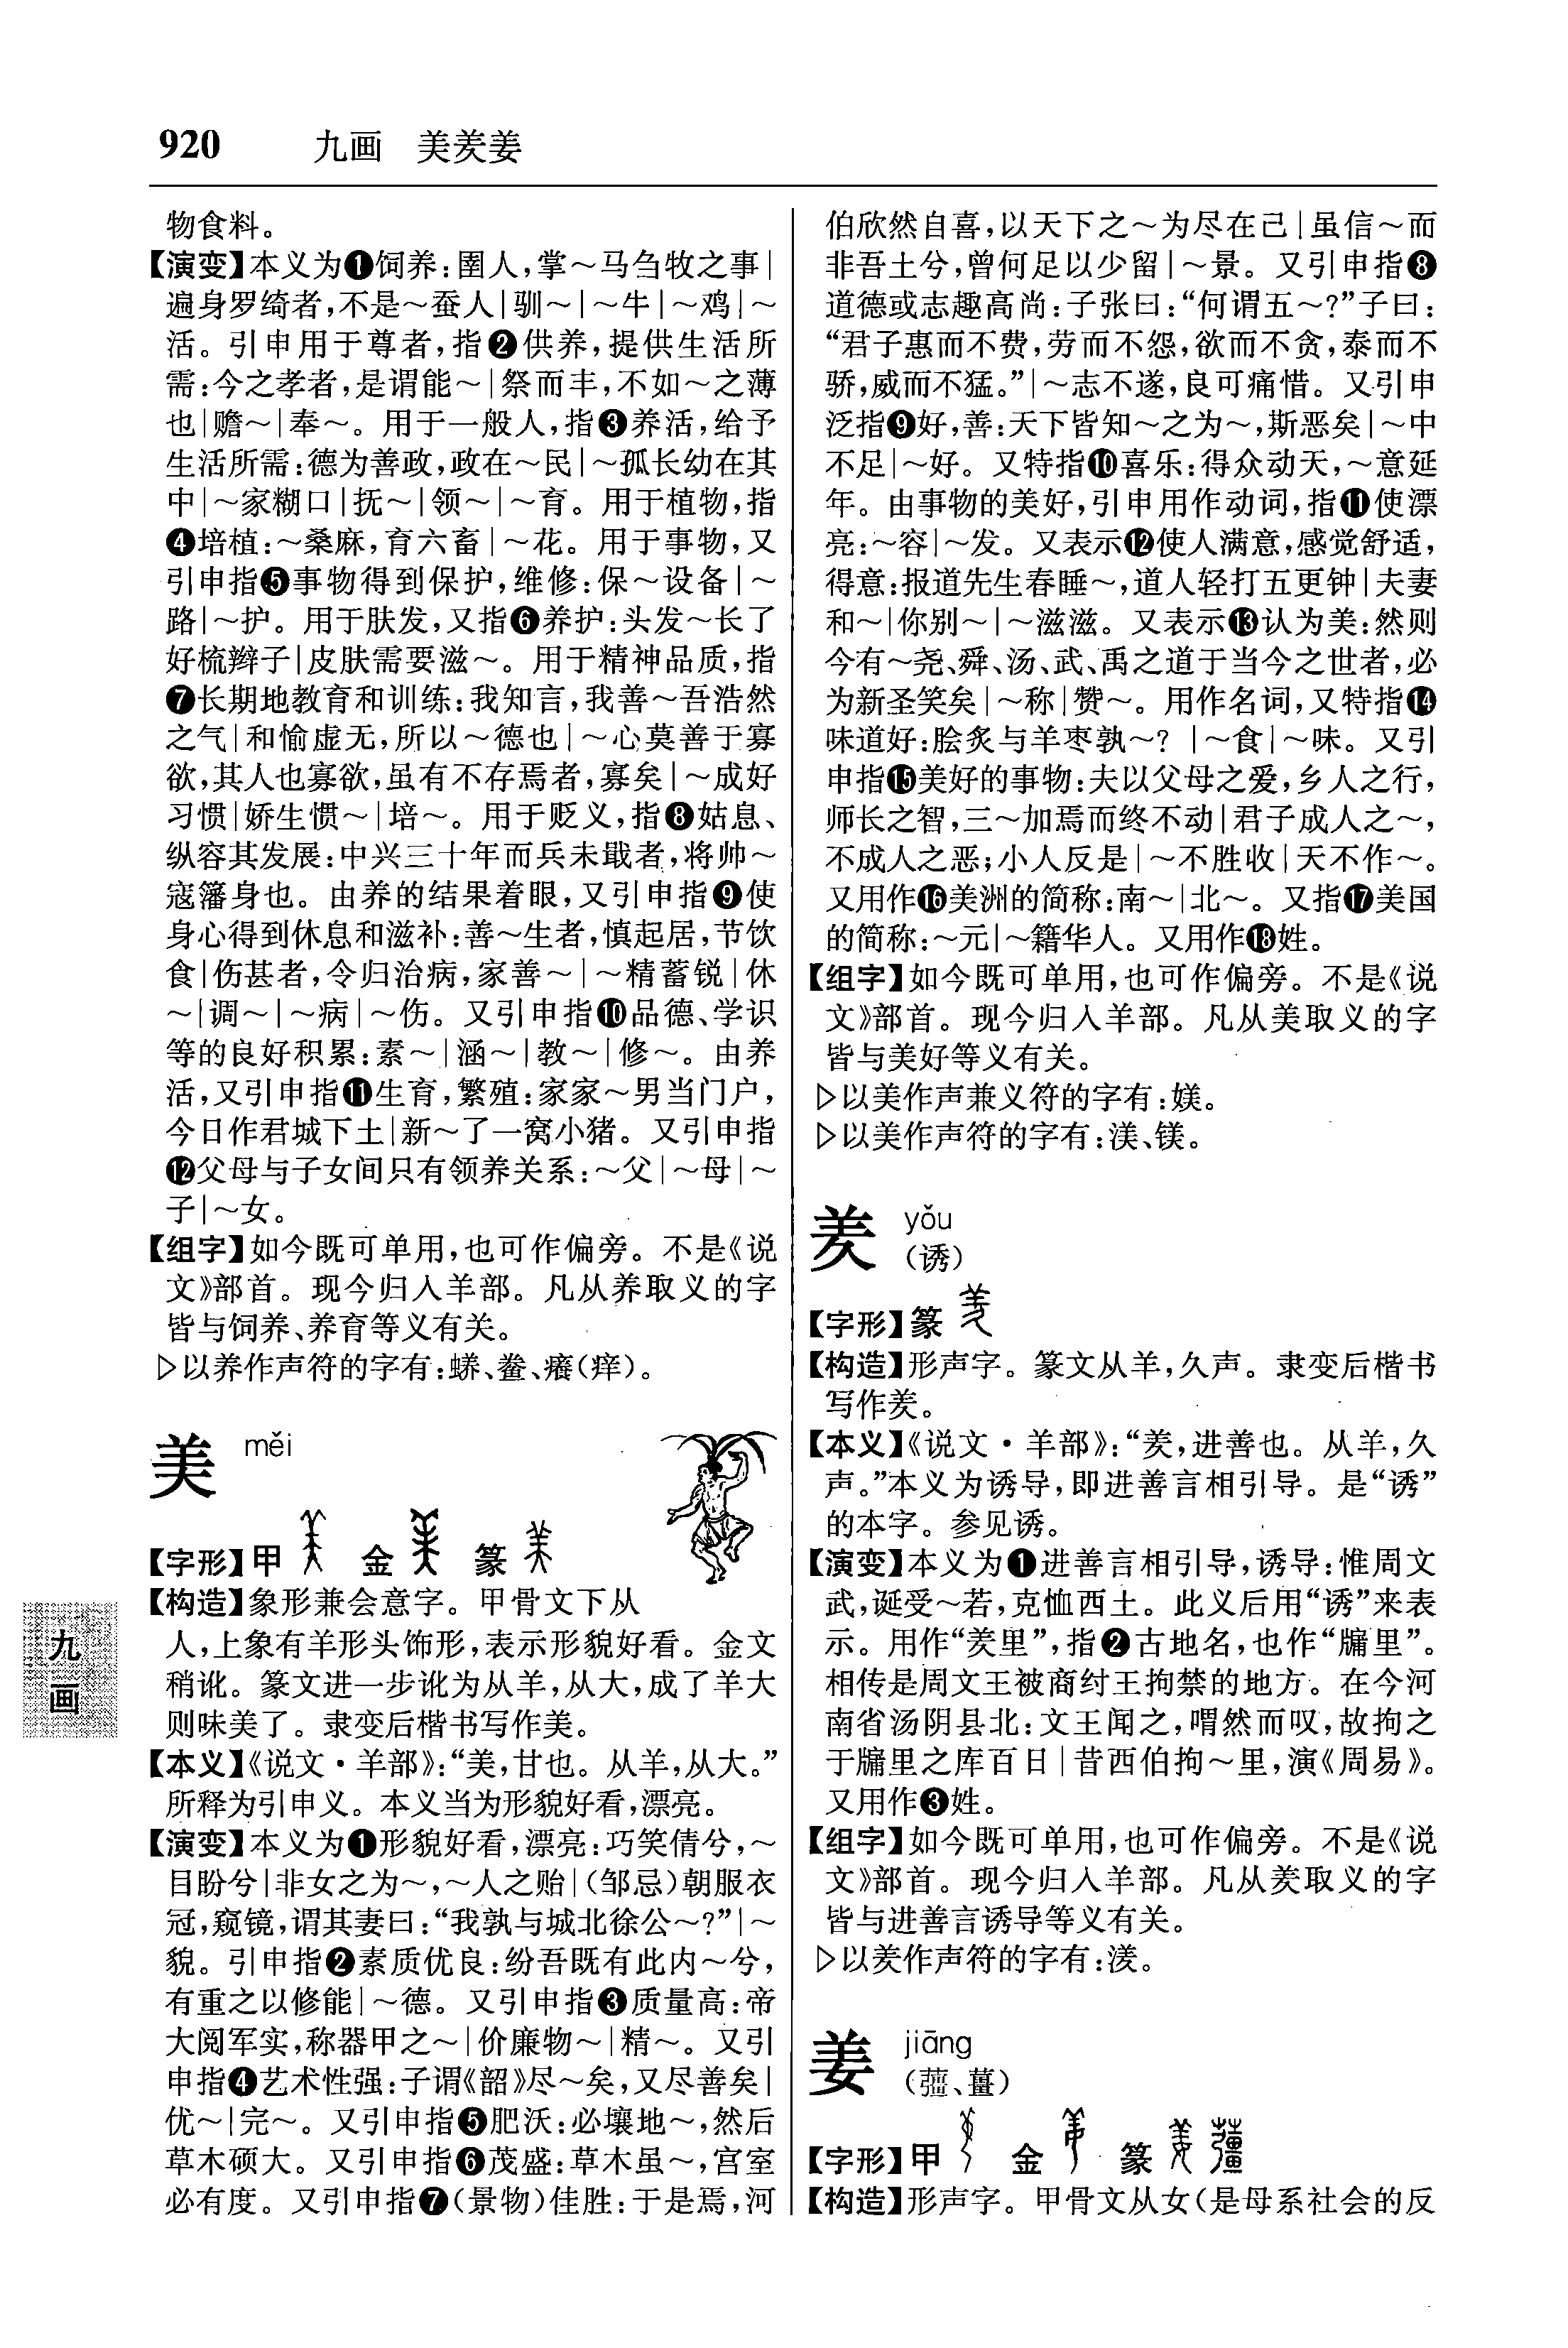 920 九画 美羑姜
物食料。
【演变】本义为❶饲养:圉人,掌～马刍牧之事|
遍身罗绮者,不是～蚕人|驯～|～牛|～鸡|～
活。引申用于尊者,指❷供养,提供生活所
需:今之孝者,是谓能～|祭而丰,不如～之薄
也|赡～|奉～。用于一般人,指❸养活,给予
生活所需:德为善政,政在～民|～孤长幼在其
中|～家糊口|抚～|领～|～育。用于植物,指
❹培植:～桑麻,育六畜|～花。用于事物,又
引申指❺事物得到保护,维修:保～设备|～
路|～护。用于肤发,又指❻养护:头发～长了
好梳辫子|皮肤需要滋～。用于精神品质,指
❼长期地教育和训练:我知言,我善～吾浩然
之气|和愉虚无,所以～德也|～心莫善于寡
欲,其人也寡欲,虽有不存焉者,寡矣|～成好
习惯|娇生惯～|培～。用于贬义,指❽姑息、
纵容其发展:中兴三十年而兵未戢者,将帅～
寇籓身也。由养的结果着眼,又引申指❾使
身心得到休息和滋补:善～生者,慎起居,节饮
食|伤甚者,令归治病,家善～|～精蓄锐|休
～|调～|～病|～伤。又引申指❿品德、学识
等的良好积累:素～|涵～|教～|修～。由养
活,又引申指⓫生育,繁殖:家家～男当门户,
今日作君城下土|新～了一窝小猪。又引申指
⓬父母与子女间只有领养关系:～父|～母|～
子|～女。
【组字】如今既可单用,也可作偏旁。不是《说
文》部首。现今归入羊部。凡从养取义的字
皆与饲养、养育等义有关。
▷以养作声符的字有:蛘、鲞、癢(痒)。
美 měi
【字形】甲 金 篆
【构造】象形兼会意字。甲骨文下从
人,上象有羊形头饰形,表示形貌好看。金文
稍讹。篆文进一步讹为从羊,从大,成了羊大
则味美了。隶变后楷书写作美。
【本义】《说文·羊部》:“美,甘也。从羊,从大。”
所释为引申义。本义当为形貌好看,漂亮。
【演变】本义为❶形貌好看,漂亮:巧笑倩兮,～
目盼兮|非女之为～,～人之贻|(邹忌)朝服衣
冠,窥镜,谓其妻曰:“我孰与城北徐公～?”|～
貌。引申指❷素质优良:纷吾既有此内～兮,
有重之以修能|～德。又引申指❸质量高:帝
大阅军实,称器甲之～|价廉物～|精～。又引
申指❹艺术性强:子谓《韶》尽～矣,又尽善矣|
优～|完～。又引申指❺肥沃:必壤地～,然后
草木硕大。又引申指❻茂盛:草木虽～,宫室
必有度。又引申指❼(景物)佳胜:于是焉,河
伯欣然自喜,以天下之～为尽在己|虽信～而
非吾土兮,曾何足以少留|～景。又引申指❽
道德或志趣高尚:子张曰:“何谓五～?”子曰:
“君子惠而不费,劳而不怨,欲而不贪,泰而不
骄,威而不猛。”|～志不遂,良可痛惜。又引申
泛指❾好,善:天下皆知～之为～,斯恶矣|～中
不足|～好。又特指❿喜乐:得众动天,～意延
年。由事物的美好,引申用作动词,指⓫使漂
亮:～容|～发。又表示⓬使人满意,感觉舒适,
得意:报道先生春睡～,道人轻打五更钟|夫妻
和～|你别～|～滋滋。又表示⓭认为美:然则
今有～尧、舜、汤、武、禹之道于当今之世者,必
为新圣笑矣|～称|赞～。用作名词,又特指⓮
味道好:脍炙与羊枣孰～?|～食|～味。又引
申指⓯美好的事物:夫以父母之爱,乡人之行,
师长之智,三～加焉而终不动|君子成人之～,
不成人之恶;小人反是|～不胜收|天不作～。
又用作⓰美洲的简称:南～|北～。又指⓱美国
的简称:～元|～籍华人。又用作⓲姓。
【组字】如今既可单用,也可作偏旁。不是《说
文》部首。现今归入羊部。凡从美取义的字
皆与美好等义有关。
▷以美作声兼义符的字有:媄。
▷以美作声符的字有:渼、镁。
羑 yǒu
(诱)
【字形】篆
【构造】形声字。篆文从羊,久声。隶变后楷书
写作羑。
【本义】《说文·羊部》:“羑,进善也。从羊,久
声。”本义为诱导,即进善言相引导。是“诱”
的本字。参见诱。
【演变】本义为❶进善言相引导,诱导:惟周文
武,诞受～若,克恤西土。此义后用“诱”来表
示。用作“羑里”,指❷古地名,也作“牖里”。
相传是周文王被商纣王拘禁的地方。在今河
南省汤阴县北:文王闻之,喟然而叹,故拘之
于牖里之库百日|昔西伯拘～里,演《周易》。
又用作❸姓。
【组字】如今既可单用,也可作偏旁。不是《说
文》部首。现今归入羊部。凡从羑取义的字
皆与进善言诱导等义有关。
▷以羑作声符的字有:羐。
姜 jiāng
(薑)
【字形】甲 金 篆
【构造】形声字。甲骨文从女(是母系社会的反
九画